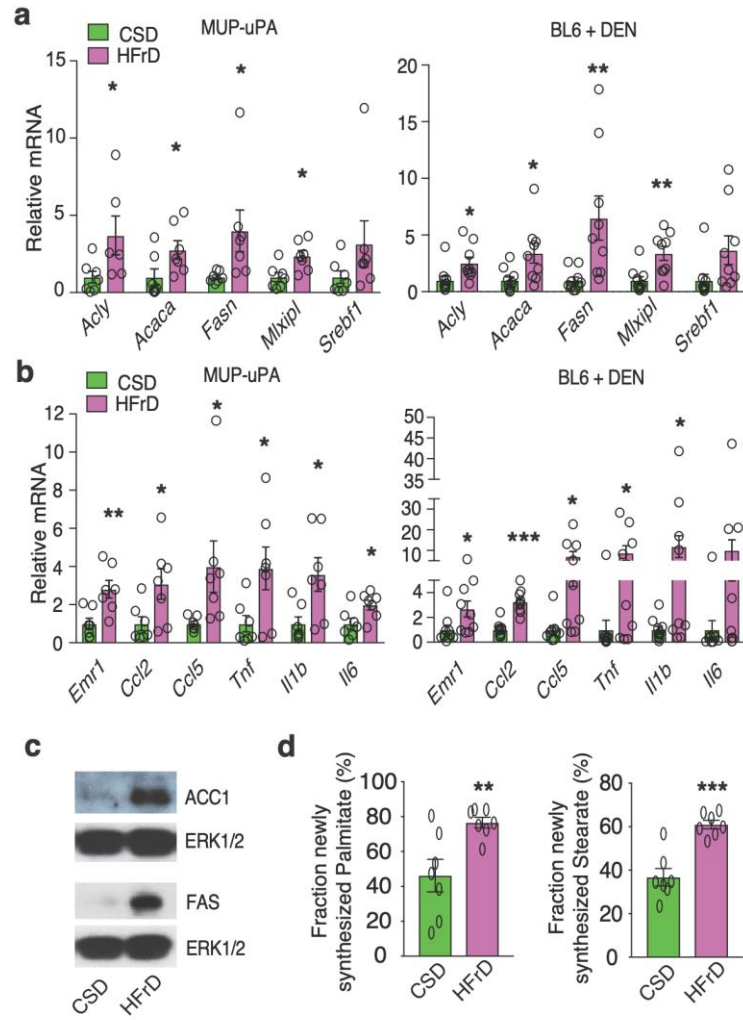 a
MUP-uPA
BL6 + DEN
CSD
HFrD
Relative mRNA
15
10
5
0
* * * *
20
15
10
5
0
* * ** **
Acly Acaca Fasn Mlxipl Srebf1
Acly Acaca Fasn Mlxipl Srebf1
b
MUP-uPA
BL6 + DEN
CSD
HFrD
Relative mRNA
12
10
8
6
4
2
0
** * * * * *
50
45
40
35
30
20
10
4
2
0
* *** * * *
Emr1 Ccl2 Ccl5 Tnf Il1b Il6
Emr1 Ccl2 Ccl5 Tnf Il1b Il6
c
ACC1
ERK1/2
FAS
ERK1/2
CSD HFrD
d
Fraction newly
synthesized Palmitate (%)
100
80
60
40
20
0
**
CSD HFrD
Fraction newly
synthesized Stearate (%)
80
60
40
20
0
***
CSD HFrD